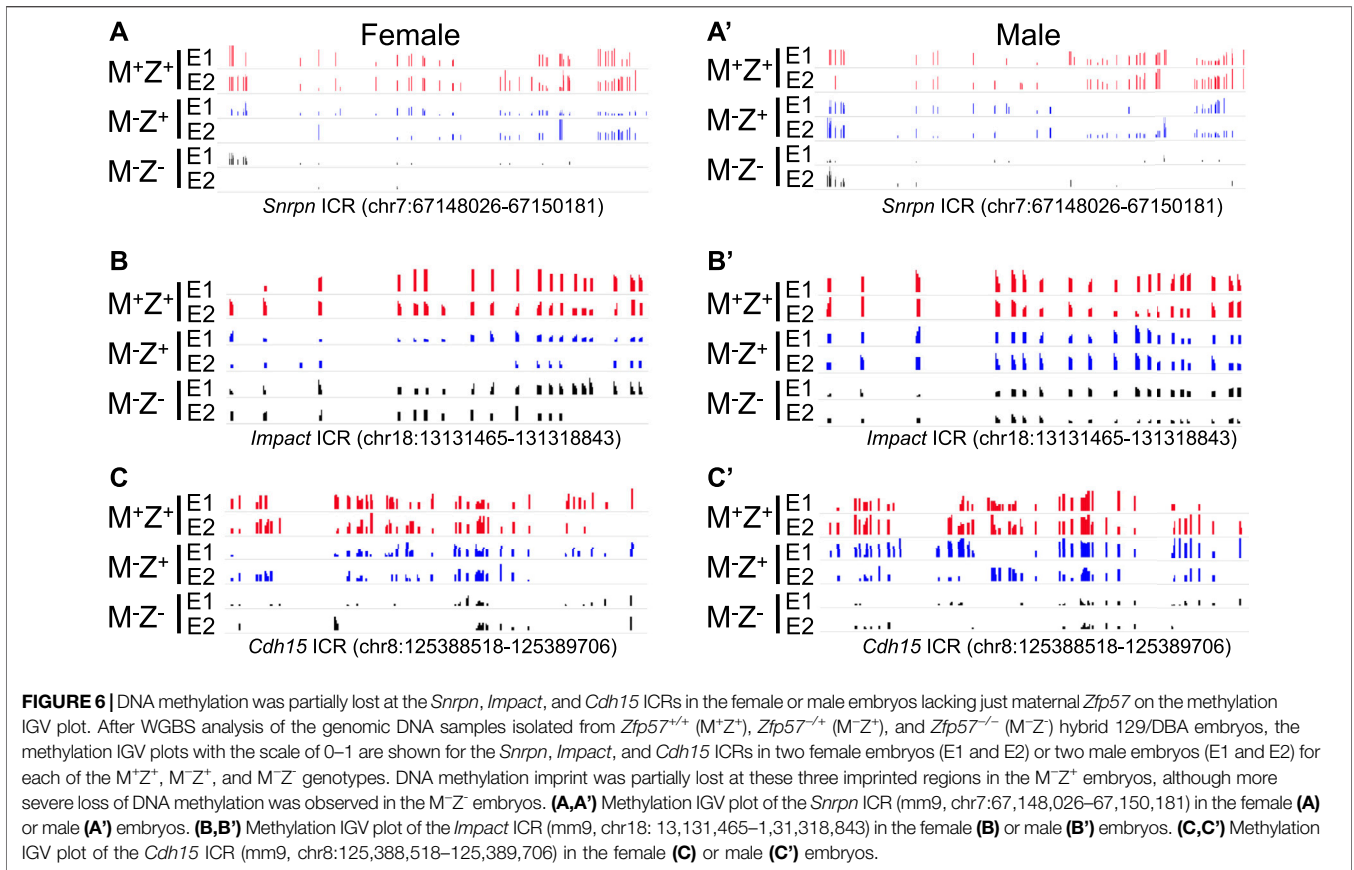 A Female A' Male
M⁺Z⁺ E1 M⁺Z⁺ E1
E2 E2
M⁻Z⁺ E1 M⁻Z⁺ E1
E2 E2
M⁻Z⁻ E1 M⁻Z⁻ E1
E2 E2
Snrpn ICR (chr7:67148026-67150181) Snrpn ICR (chr7:67148026-67150181)
B B'
M⁺Z⁺ E1 M⁺Z⁺ E1
E2 E2
M⁻Z⁺ E1 M⁻Z⁺ E1
E2 E2
M⁻Z⁻ E1 M⁻Z⁻ E1
E2 E2
Impact ICR (chr18:13131465-131318843) Impact ICR (chr18:13131465-131318843)
C C'
M⁺Z⁺ E1 M⁺Z⁺ E1
E2 E2
M⁻Z⁺ E1 M⁻Z⁺ E1
E2 E2
M⁻Z⁻ E1 M⁻Z⁻ E1
E2 E2
Cdh15 ICR (chr8:125388518-125389706) Cdh15 ICR (chr8:125388518-125389706)
FIGURE 6 | DNA methylation was partially lost at the Snrpn, Impact, and Cdh15 ICRs in the female or male embryos lacking just maternal Zfp57 on the methylation
IGV plot. After WGBS analysis of the genomic DNA samples isolated from Zfp57⁺/⁺ (M⁺Z⁺), Zfp57⁻/⁺ (M⁻Z⁺), and Zfp57⁻/⁻ (M⁻Z⁻) hybrid 129/DBA embryos, the
methylation IGV plots with the scale of 0–1 are shown for the Snrpn, Impact, and Cdh15 ICRs in two female embryos (E1 and E2) or two male embryos (E1 and E2) for
each of the M⁺Z⁺, M⁻Z⁺, and M⁻Z⁻ genotypes. DNA methylation imprint was partially lost at these three imprinted regions in the M⁻Z⁺ embryos, although more
severe loss of DNA methylation was observed in the M⁻Z⁻ embryos. (A,A') Methylation IGV plot of the Snrpn ICR (mm9, chr7:67,148,026–67,150,181) in the female (A)
or male (A') embryos. (B,B') Methylation IGV plot of the Impact ICR (mm9, chr18: 13,131,465–1,31,318,843) in the female (B) or male (B') embryos. (C,C') Methylation
IGV plot of the Cdh15 ICR (mm9, chr8:125,388,518–125,389,706) in the female (C) or male (C') embryos.